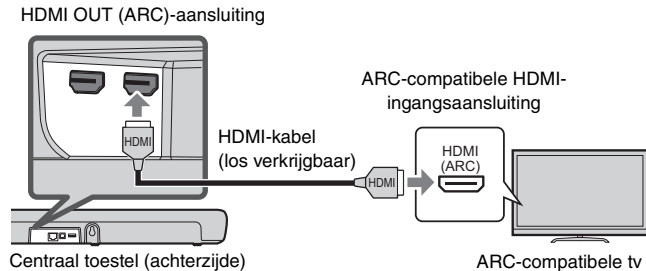 HDMI OUT (ARC)-aansluiting
ARC-compatibele HDMI-
ingangsaansluiting
HDMI
HDMI-kabel
(los verkrijgbaar)
HDMI
HDMI
(ARC)
Centraal toestel (achterzijde)
ARC-compatibele tv